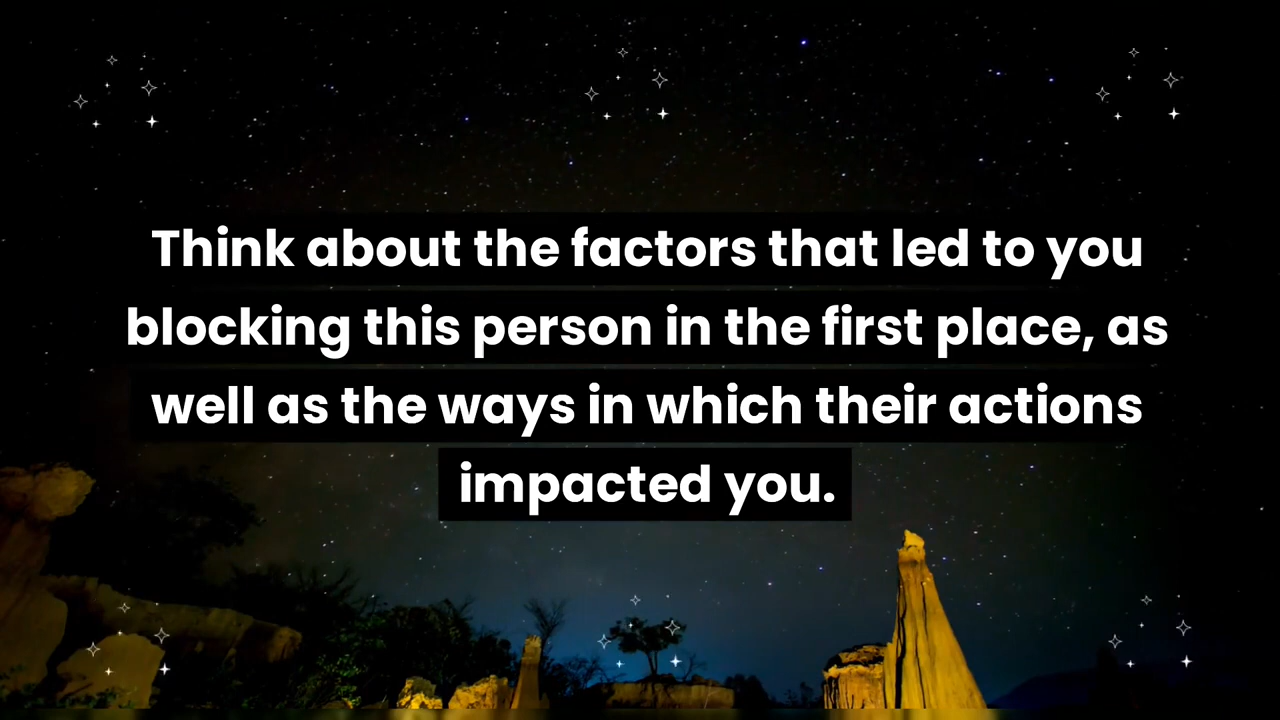 Think about the factors that led to you
blocking this person in the first place, as
well as the ways in which their actions
impacted you.